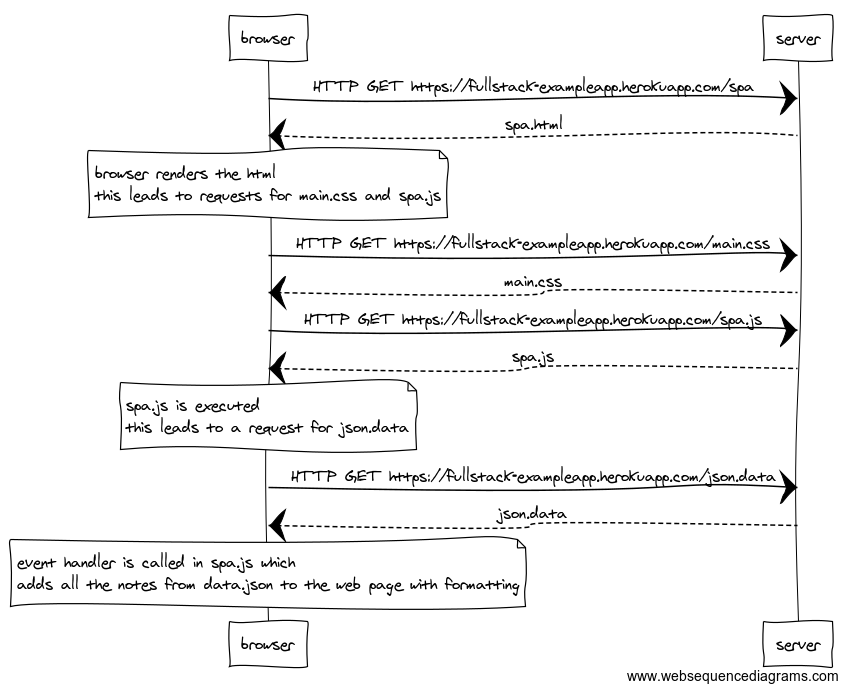 browser
server
HTTP GET https://fullstack-exampleapp.herokuapp.com/spa
spa.html
browser renders the html
this leads to requests for main.css and spa.js
HTTP GET https://fullstack-exampleapp.herokuapp.com/main.css
main.css
HTTP GET https://fullstack-exampleapp.herokuapp.com/spa.js
spa.js
spa.js is executed
this leads to a request for json.data
HTTP GET https://fullstack-exampleapp.herokuapp.com/json.data
json.data
event handler is called in spa.js which
adds all the notes from data.json to the web page with formatting
browser
server
www.websequencediagrams.com